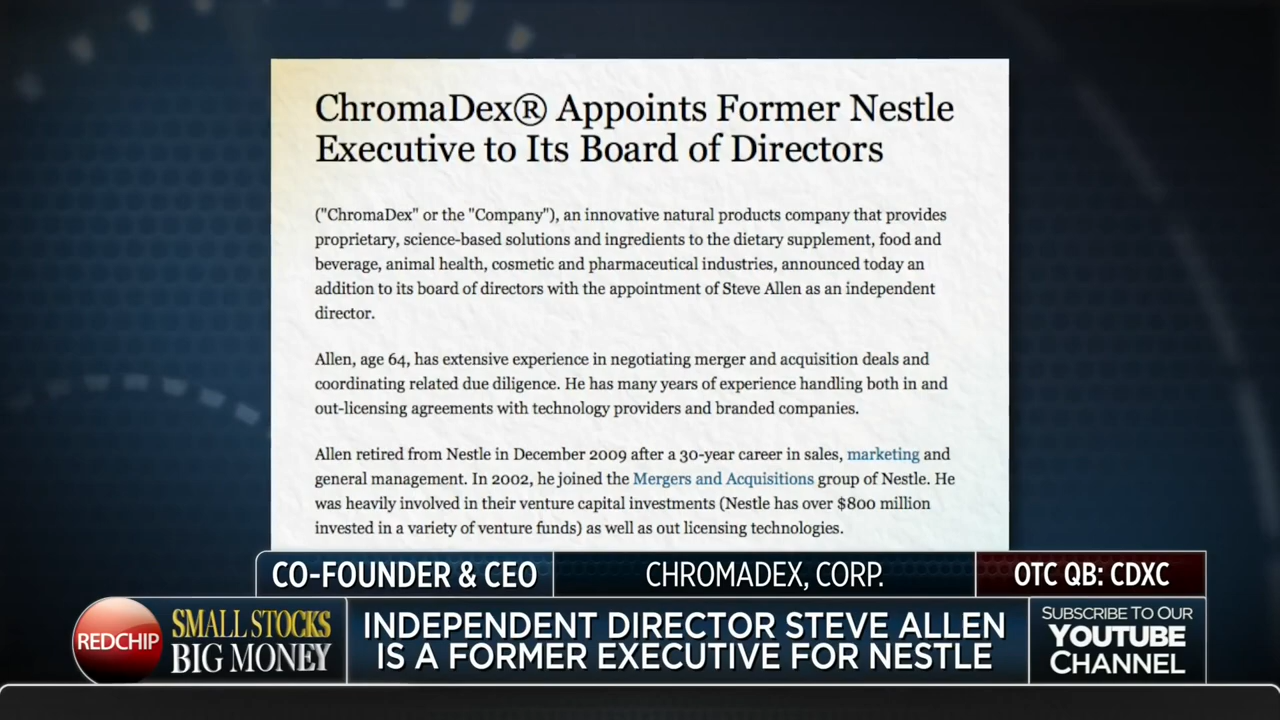 ChromaDex® Appoints Former Nestle
Executive to Its Board of Directors
("ChromaDex" or the "Company"), an innovative natural products company that provides
proprietary, science-based solutions and ingredients to the dietary supplement, food and
beverage, animal health, cosmetic and pharmaceutical industries, announced today an
addition to its board of directors with the appointment of Steve Allen as an independent
director.
Allen, age 64, has extensive experience in negotiating merger and acquisition deals and
coordinating related due diligence. He has many years of experience handling both in and
out-licensing agreements with technology providers and branded companies.
Allen retired from Nestle in December 2009 after a 30-year career in sales, marketing and
general management. In 2002, he joined the Mergers and Acquisitions group of Nestle. He
was heavily involved in their venture capital investments (Nestle has over $800 million
invested in a variety of venture funds) as well as out licensing technologies.
CO-FOUNDER & CEO
CHROMADEX, CORP.
OTC QB: CDXC
REDCHIP
SMALL STOCKS
BIG MONEY
INDEPENDENT DIRECTOR STEVE ALLEN
IS A FORMER EXECUTIVE FOR NESTLE
SUBSCRIBE TO OUR
YOUTUBE
CHANNEL